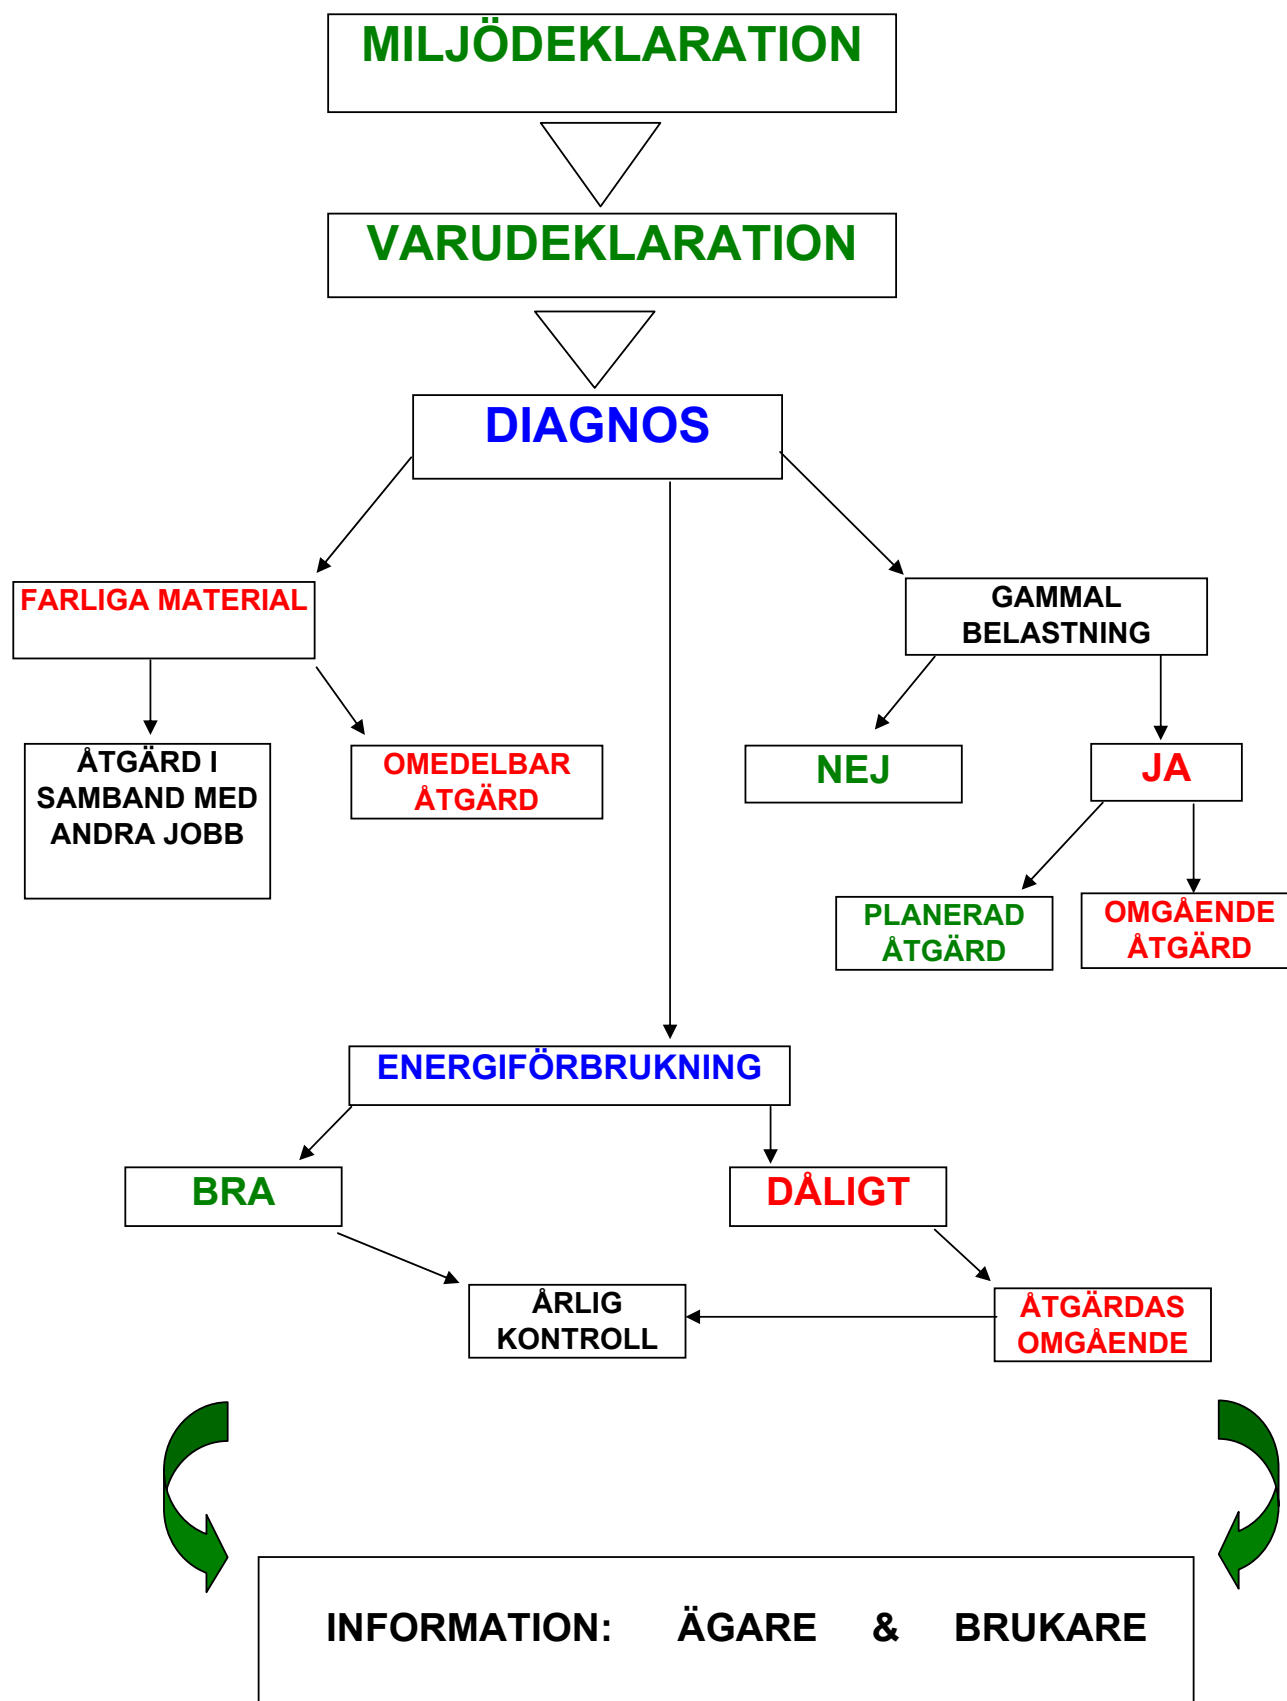 MILJÖDEKLARATION
VARUDEKLARATION
DIAGNOS
FARLIGA MATERIAL
GAMMAL
BELASTNING
ÅTGÄRD I
SAMBAND MED
ANDRA JOBB
OMEDELBAR
ÅTGÄRD
NEJ
JA
PLANERAD
ÅTGÄRD
OMGÅENDE
ÅTGÄRD
ENERGIFÖRBRUKNING
BRA
DÅLIGT
ÅRLIG
KONTROLL
ÅTGÄRDAS
OMGÅENDE
INFORMATION: ÄGARE & BRUKARE